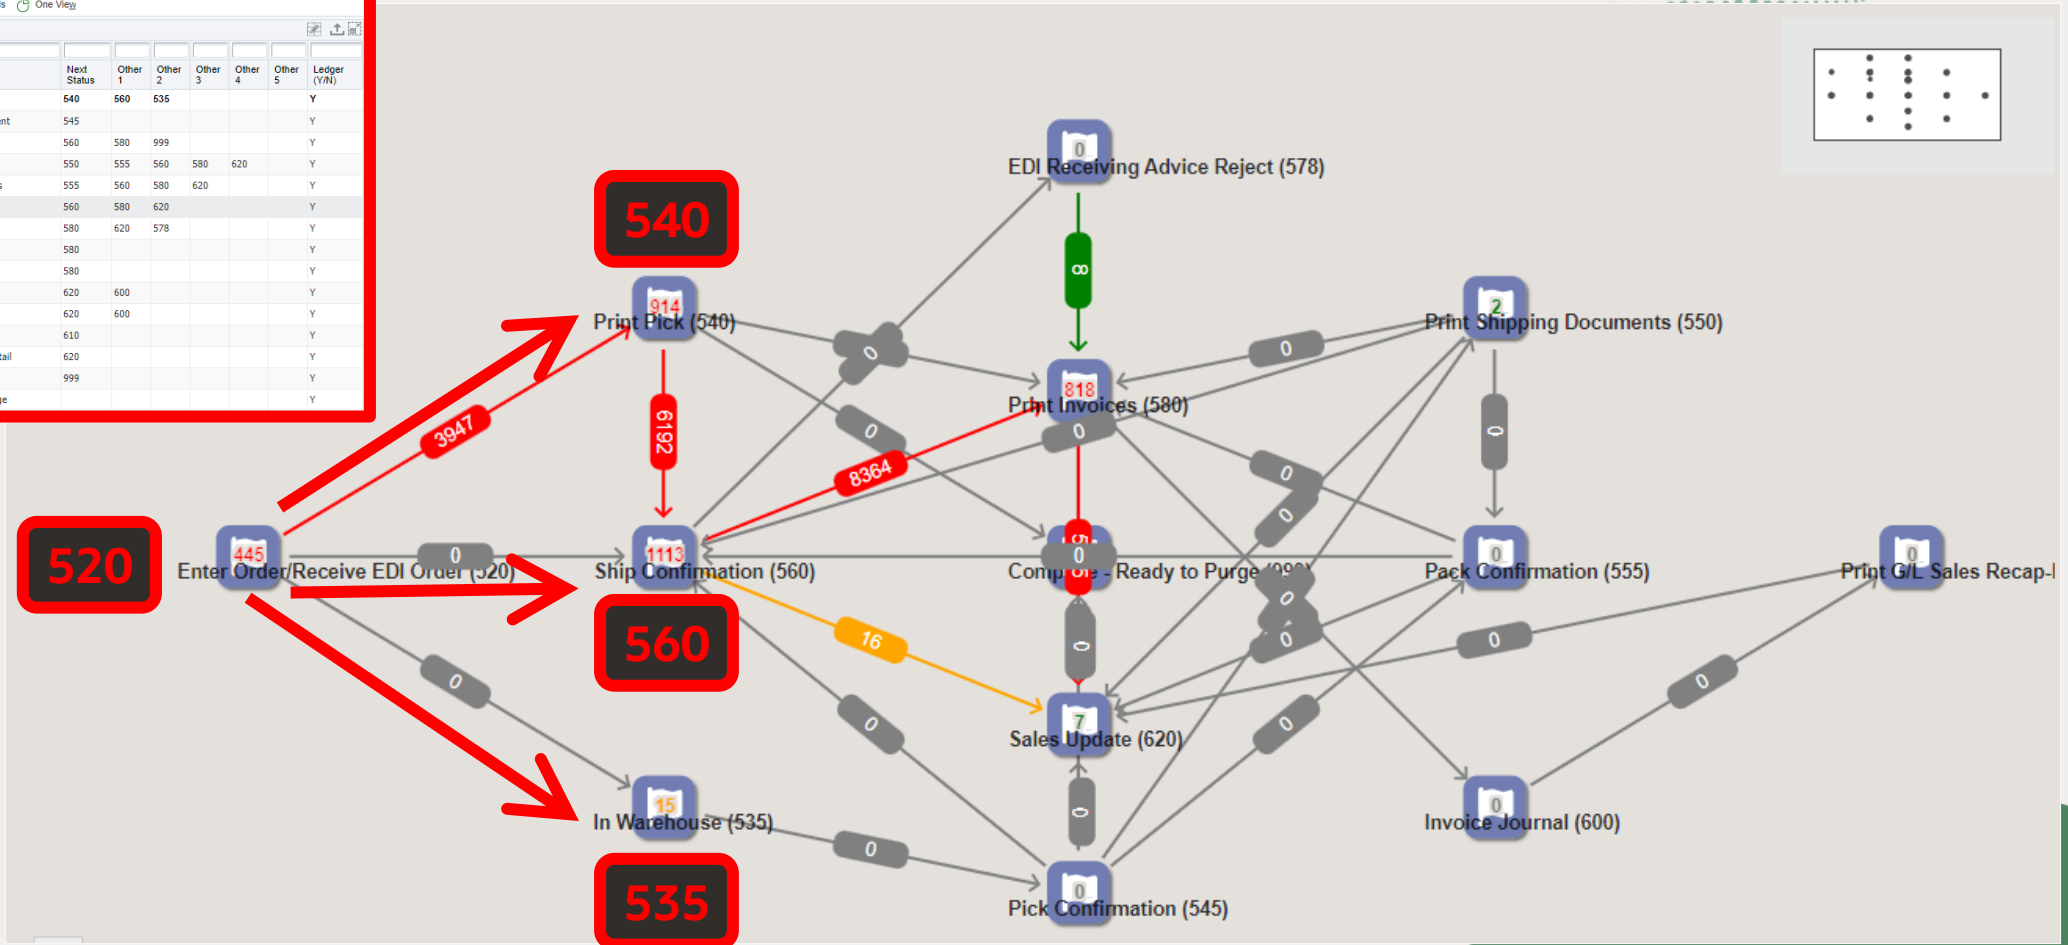 One View
Next Status Other 1 Other 2 Other 3 Other 4 Other 5 Ledger (Y/N)
540 560 535 Y
545 Y
560 580 999 Y
550 555 560 580 620 Y
555 560 580 620 Y
560 580 620 Y
580 620 578 Y
580 Y
580 Y
620 600 Y
620 600 Y
610 Y
620 Y
999 Y
Y
0
EDI Receiving Advice Reject (578)
540
8
914
Print Pick (540)
2
Print Shipping Documents (550)
0
0
818
Print Invoices (580)
3947
6192
0
0
0
0
8364
0
0
520
445
Enter Order/Receive EDI Order (520)
0
1113
Ship Confirmation (560)
0
0
Pack Confirmation (555)
0
Print G/L Sales Recap-
560
16
0
0
0
0
0
0
0
0
0
7
Sales Update (620)
15
In Warehouse (535)
0
0
0
Invoice Journal (600)
535
0
Pick Confirmation (545)